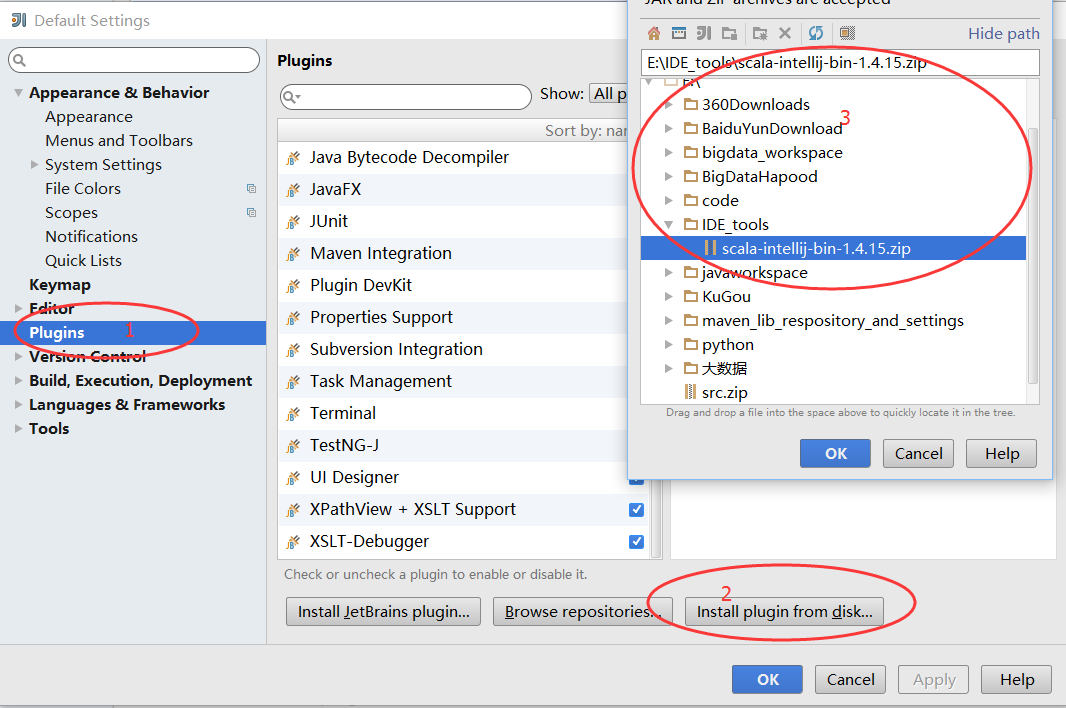 Default Settings
Appearance & Behavior
Appearance
Menus and Toolbars
System Settings
File Colors
Scopes
Notifications
Quick Lists
Keymap
Editor
Plugins
1
Version Control
Build, Execution, Deployment
Languages & Frameworks
Tools
Plugins
Show: All p
Sort by: nar
Java Bytecode Decompiler
JavaFX
JUnit
Maven Integration
Plugin DevKit
Properties Support
Subversion Integration
Task Management
Terminal
TestNG-J
UI Designer
XPathView + XSLT Support
XSLT-Debugger
Check or uncheck a plugin to enable or disable it.
Install JetBrains plugin...
Browse repositories...
2
Install plugin from disk...
JAR and ZIP archives are accepted
Hide path
E:\IDE_tools\scala-intellij-bin-1.4.15.zip
E:\
360Downloads
3
BaiduYunDownload
bigdata_workspace
BigDataHapood
code
IDE_tools
scala-intellij-bin-1.4.15.zip
javaworkspace
KuGou
maven_lib_respository_and_settings
python
大数据
src.zip
Drag and drop a file into the space above to quickly locate it in the tree.
OK
Cancel
Help
OK
Cancel
Apply
Help